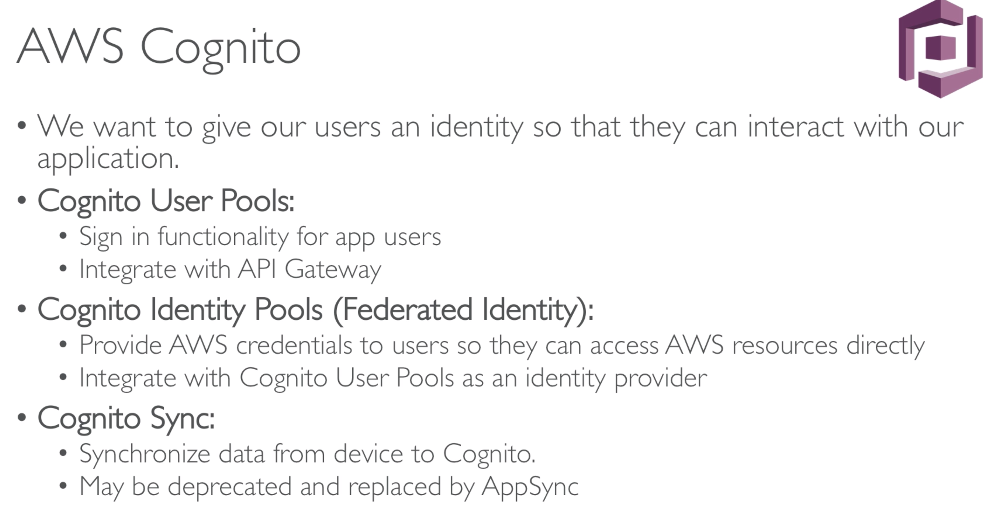 AWS Cognito
• We want to give our users an identity so that they can interact with our
application.
• Cognito User Pools:
• Sign in functionality for app users
• Integrate with API Gateway
• Cognito Identity Pools (Federated Identity):
• Provide AWS credentials to users so they can access AWS resources directly
• Integrate with Cognito User Pools as an identity provider
• Cognito Sync:
• Synchronize data from device to Cognito.
• May be deprecated and replaced by AppSync